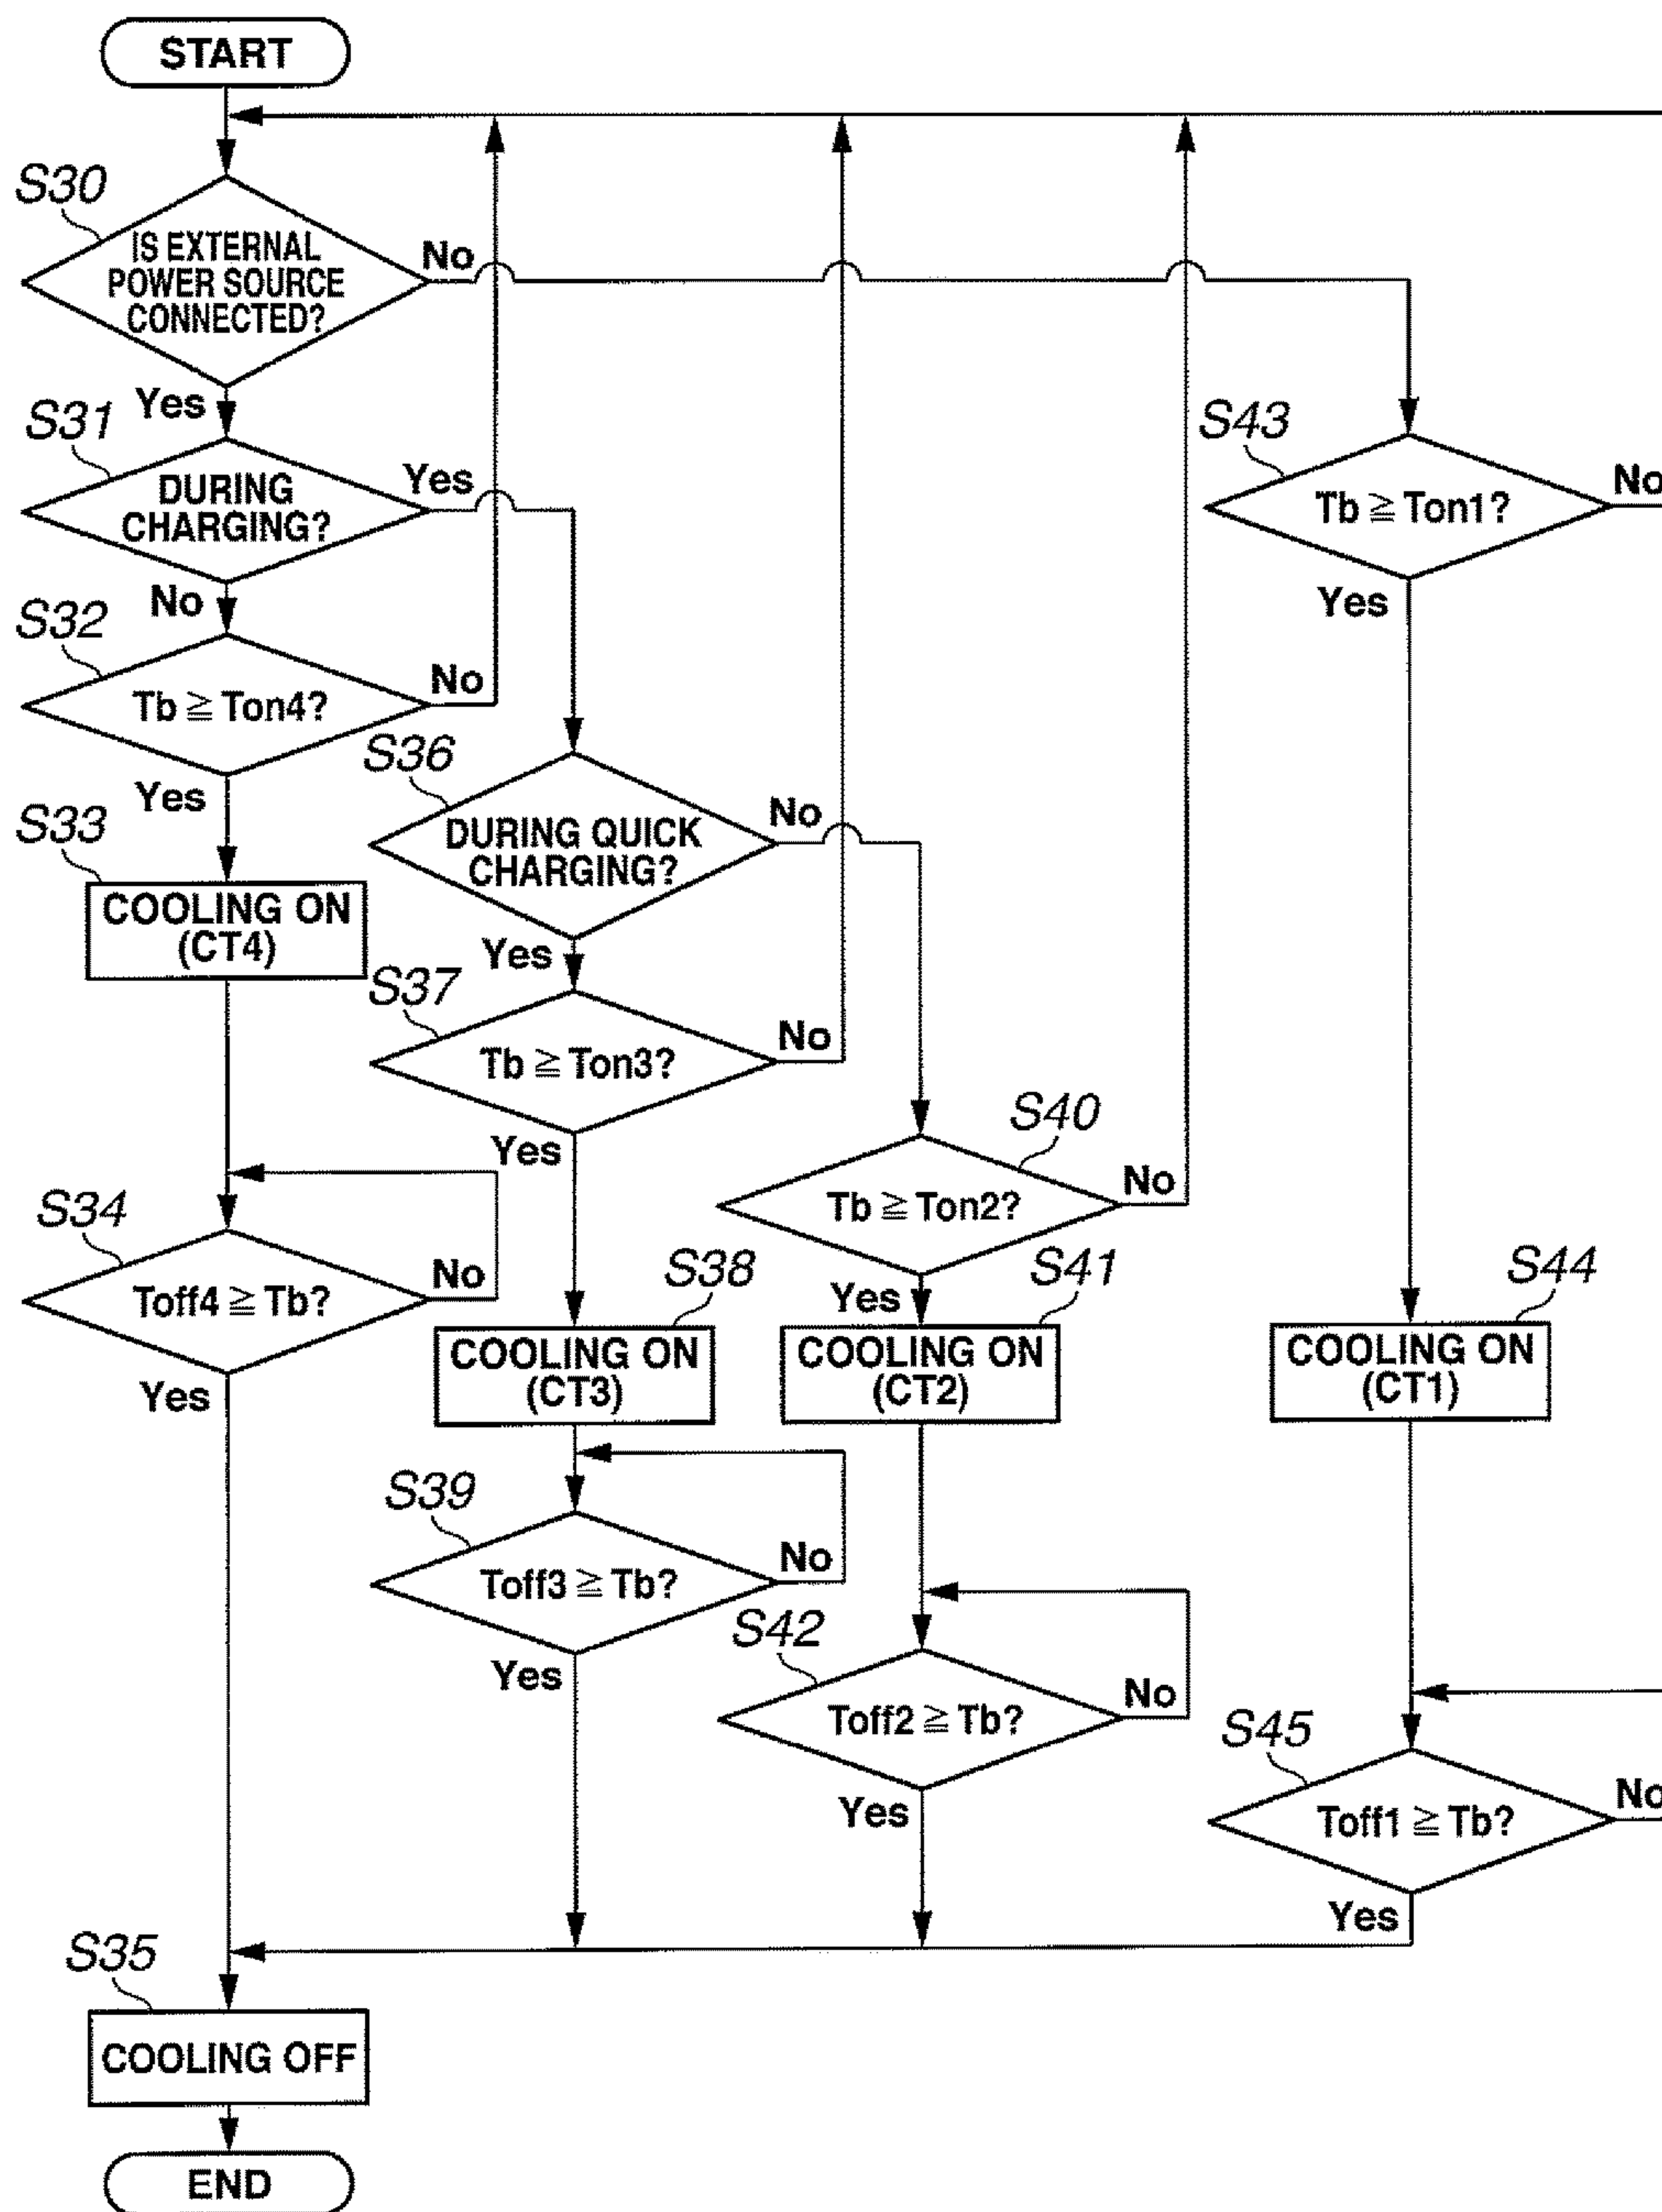 START
S30
IS EXTERNAL
POWER SOURCE
CONNECTED?
No
Yes
S31
DURING
CHARGING?
Yes
No
S43
Tb ≧ Ton1?
No
Yes
S32
Tb ≧ Ton4?
No
Yes
S36
DURING QUICK
CHARGING?
No
Yes
S33
COOLING ON
(CT4)
S37
Tb ≧ Ton3?
No
Yes
S40
Tb ≧ Ton2?
No
Yes
S34
Toff4 ≧ Tb?
No
Yes
S38
COOLING ON
(CT3)
S41
COOLING ON
(CT2)
S44
COOLING ON
(CT1)
S39
Toff3 ≧ Tb?
No
Yes
S42
Toff2 ≧ Tb?
No
Yes
S45
Toff1 ≧ Tb?
No
Yes
S35
COOLING OFF
END